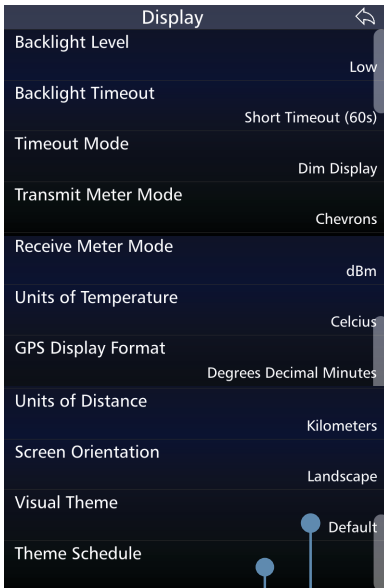 Display
Backlight Level
Low
Backlight Timeout
Short Timeout (60s)
Timeout Mode
Dim Display
Transmit Meter Mode
Chevrons
Receive Meter Mode
dBm
Units of Temperature
Celcius
GPS Display Format
Degrees Decimal Minutes
Units of Distance
Kilometers
Screen Orientation
Landscape
Visual Theme
Default
Theme Schedule